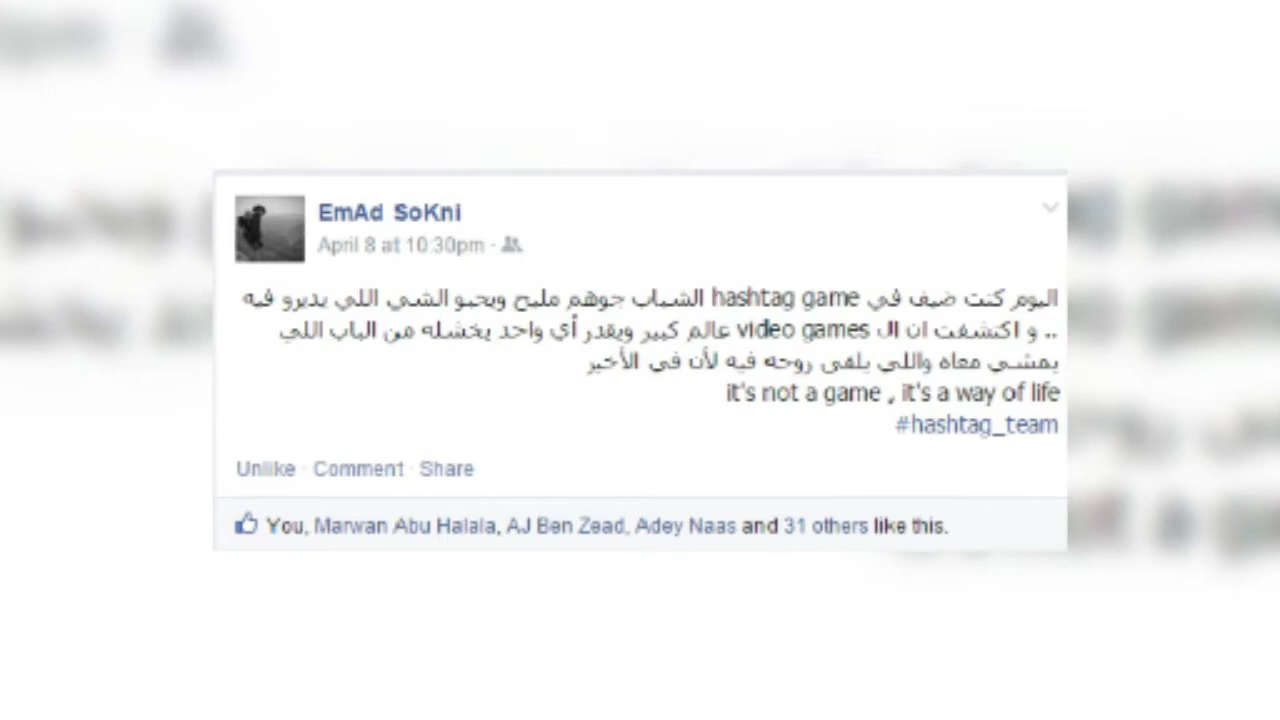 EmAd SoKni
April 8 at 10:30pm ·
اليوم كنت ضيف في hashtag game الشباب جوهم مليح ويحبو الشي اللي يديرو فيه
.. و اكتشفت ان ال video games عالم كبير ويقدر أي واحد يخشله من الباب اللي
يمشي معاه واللي يلقى روحه فيه لأن في الأخير
it's not a game , it's a way of life
#hashtag_team
Unlike · Comment · Share
You, Marwan Abu Halala, AJ Ben Zead, Adey Naas and 31 others like this.